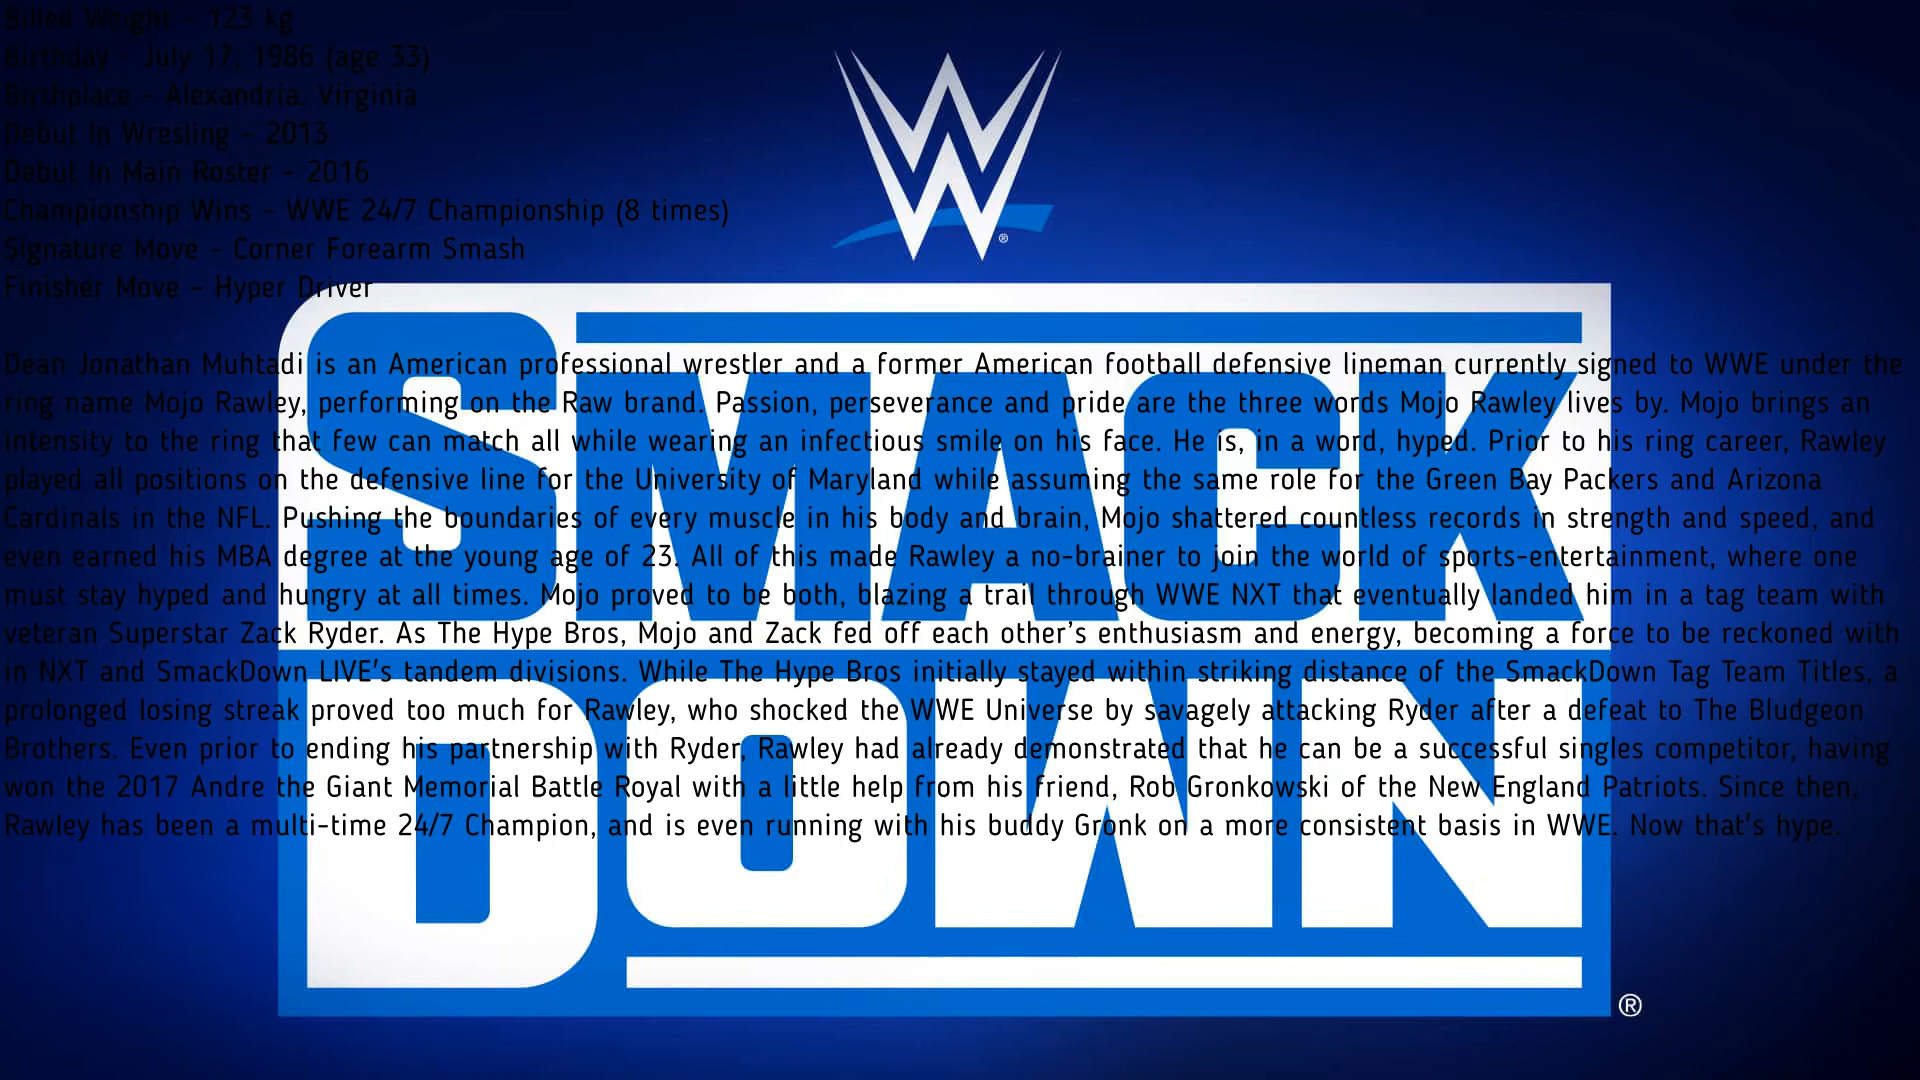 Billed Weight - 123 kg
Birthday - July 17, 1986 (age 33)
Birthplace - Alexandria, Virginia
Debut In Wresling - 2013
Debut In Main Roster - 2016
Championship Wins - WWE 24/7 Championship (8 times)
Signature Move - Corner Forearm Smash
Finisher Move - Hyper Driver
Dean Jonathan Muhtadi is an American professional wrestler and a former American football defensive lineman currently signed to WWE under the
ring name Mojo Rawley, performing on the Raw brand. Passion, perseverance and pride are the three words Mojo Rawley lives by. Mojo brings an
intensity to the ring that few can match all while wearing an infectious smile on his face. He is, in a word, hyped. Prior to his ring career, Rawley
played all positions on the defensive line for the University of Maryland while assuming the same role for the Green Bay Packers and Arizona
Cardinals in the NFL. Pushing the boundaries of every muscle in his body and brain, Mojo shattered countless records in strength and speed, and
even earned his MBA degree at the young age of 23. All of this made Rawley a no-brainer to join the world of sports-entertainment, where one
must stay hyped and hungry at all times. Mojo proved to be both, blazing a trail through WWE NXT that eventually landed him in a tag team with
veteran Superstar Zack Ryder. As The Hype Bros, Mojo and Zack fed off each other’s enthusiasm and energy, becoming a force to be reckoned with
in NXT and SmackDown LIVE's tandem divisions. While The Hype Bros initially stayed within striking distance of the SmackDown Tag Team Titles, a
prolonged losing streak proved too much for Rawley, who shocked the WWE Universe by savagely attacking Ryder after a defeat to The Bludgeon
Brothers. Even prior to ending his partnership with Ryder, Rawley had already demonstrated that he can be a successful singles competitor, having
won the 2017 Andre the Giant Memorial Battle Royal with a little help from his friend, Rob Gronkowski of the New England Patriots. Since then,
Rawley has been a multi-time 24/7 Champion, and is even running with his buddy Gronk on a more consistent basis in WWE. Now that's hype.
W
®
SMACK
DOWN
®